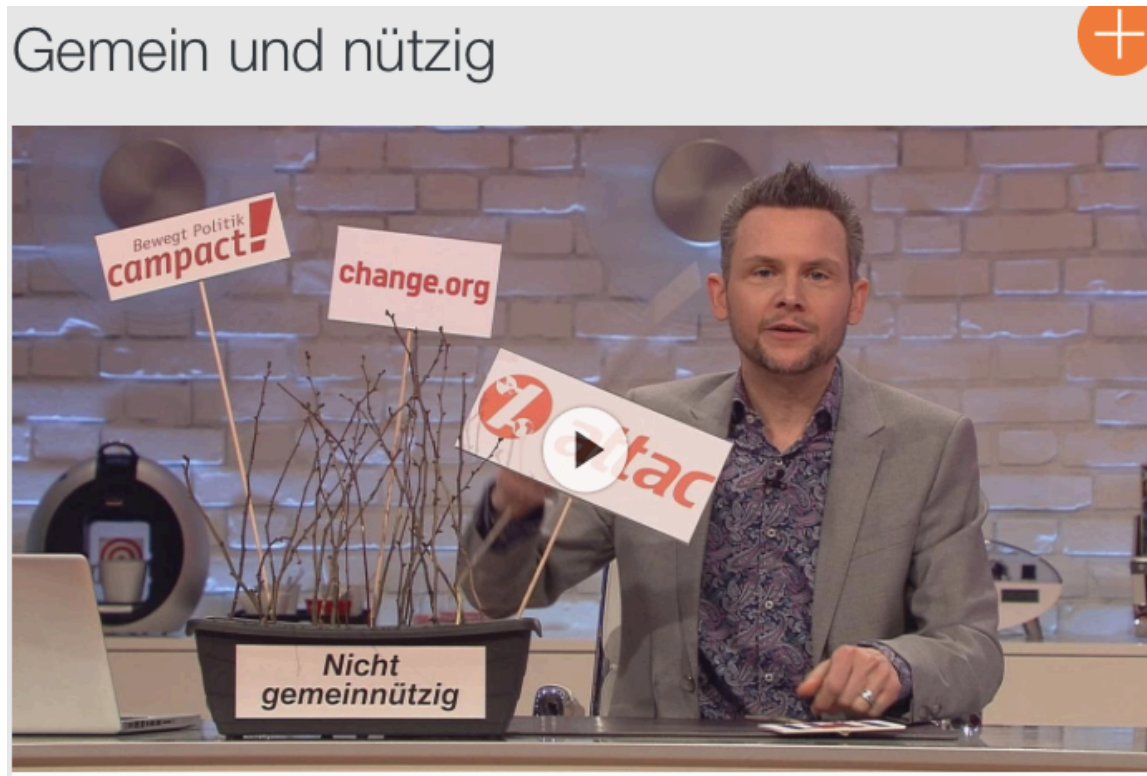 Gemein und nützig
Bewegt Politik
campact!
change.org
attac
Nicht
gemeinnützig